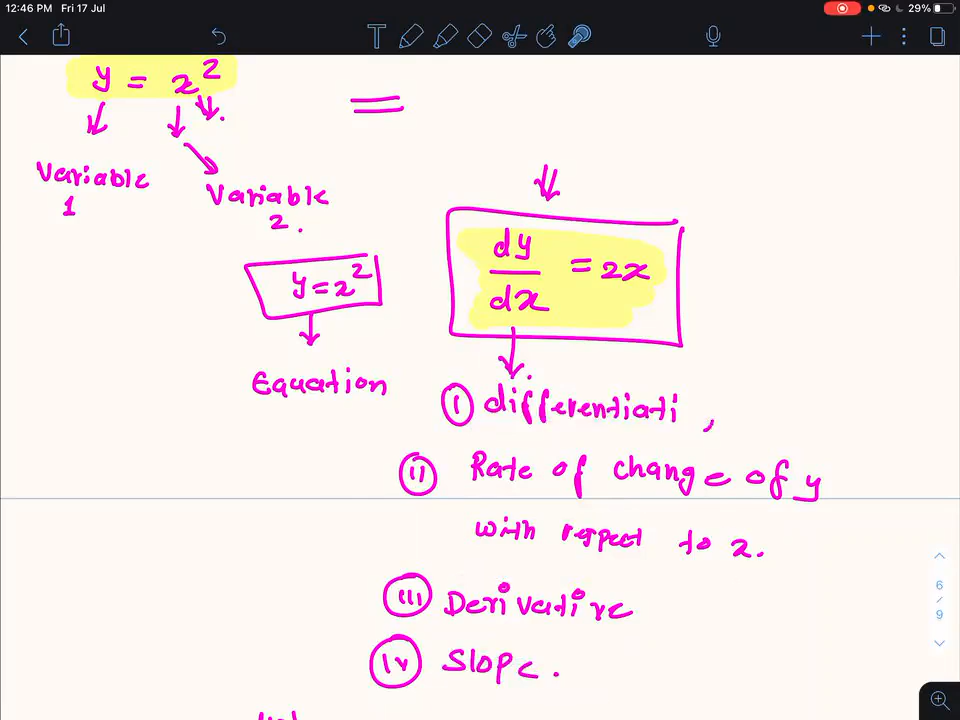 12:46 PM Fri 17 Jul
29%
y = x²
Variable 1
Variable 2.
y = x²
Equation
dy/dx = 2x
(i) differentiati,
(ii) Rate of change of y
with respect to x.
(iii) Derivative
(iv) Slope.
6
/
9